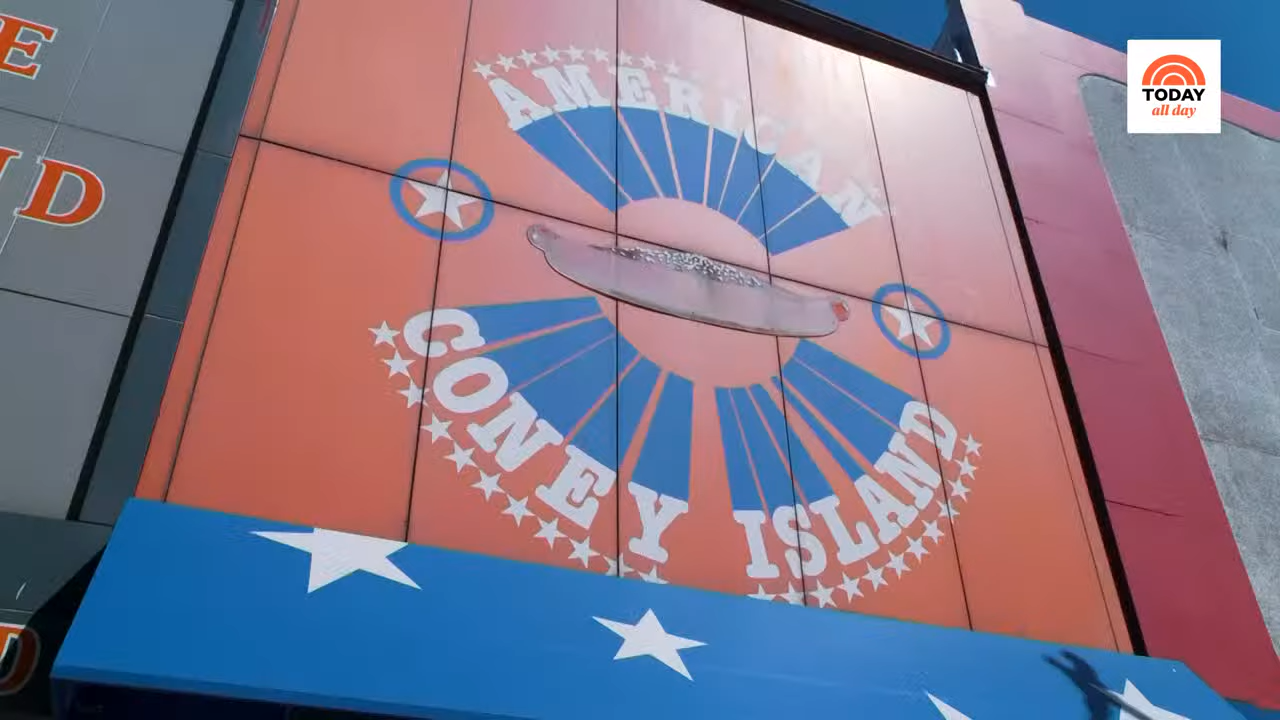 E
D
AMERICAN
CONEY ISLAND
D
TODAY
all day